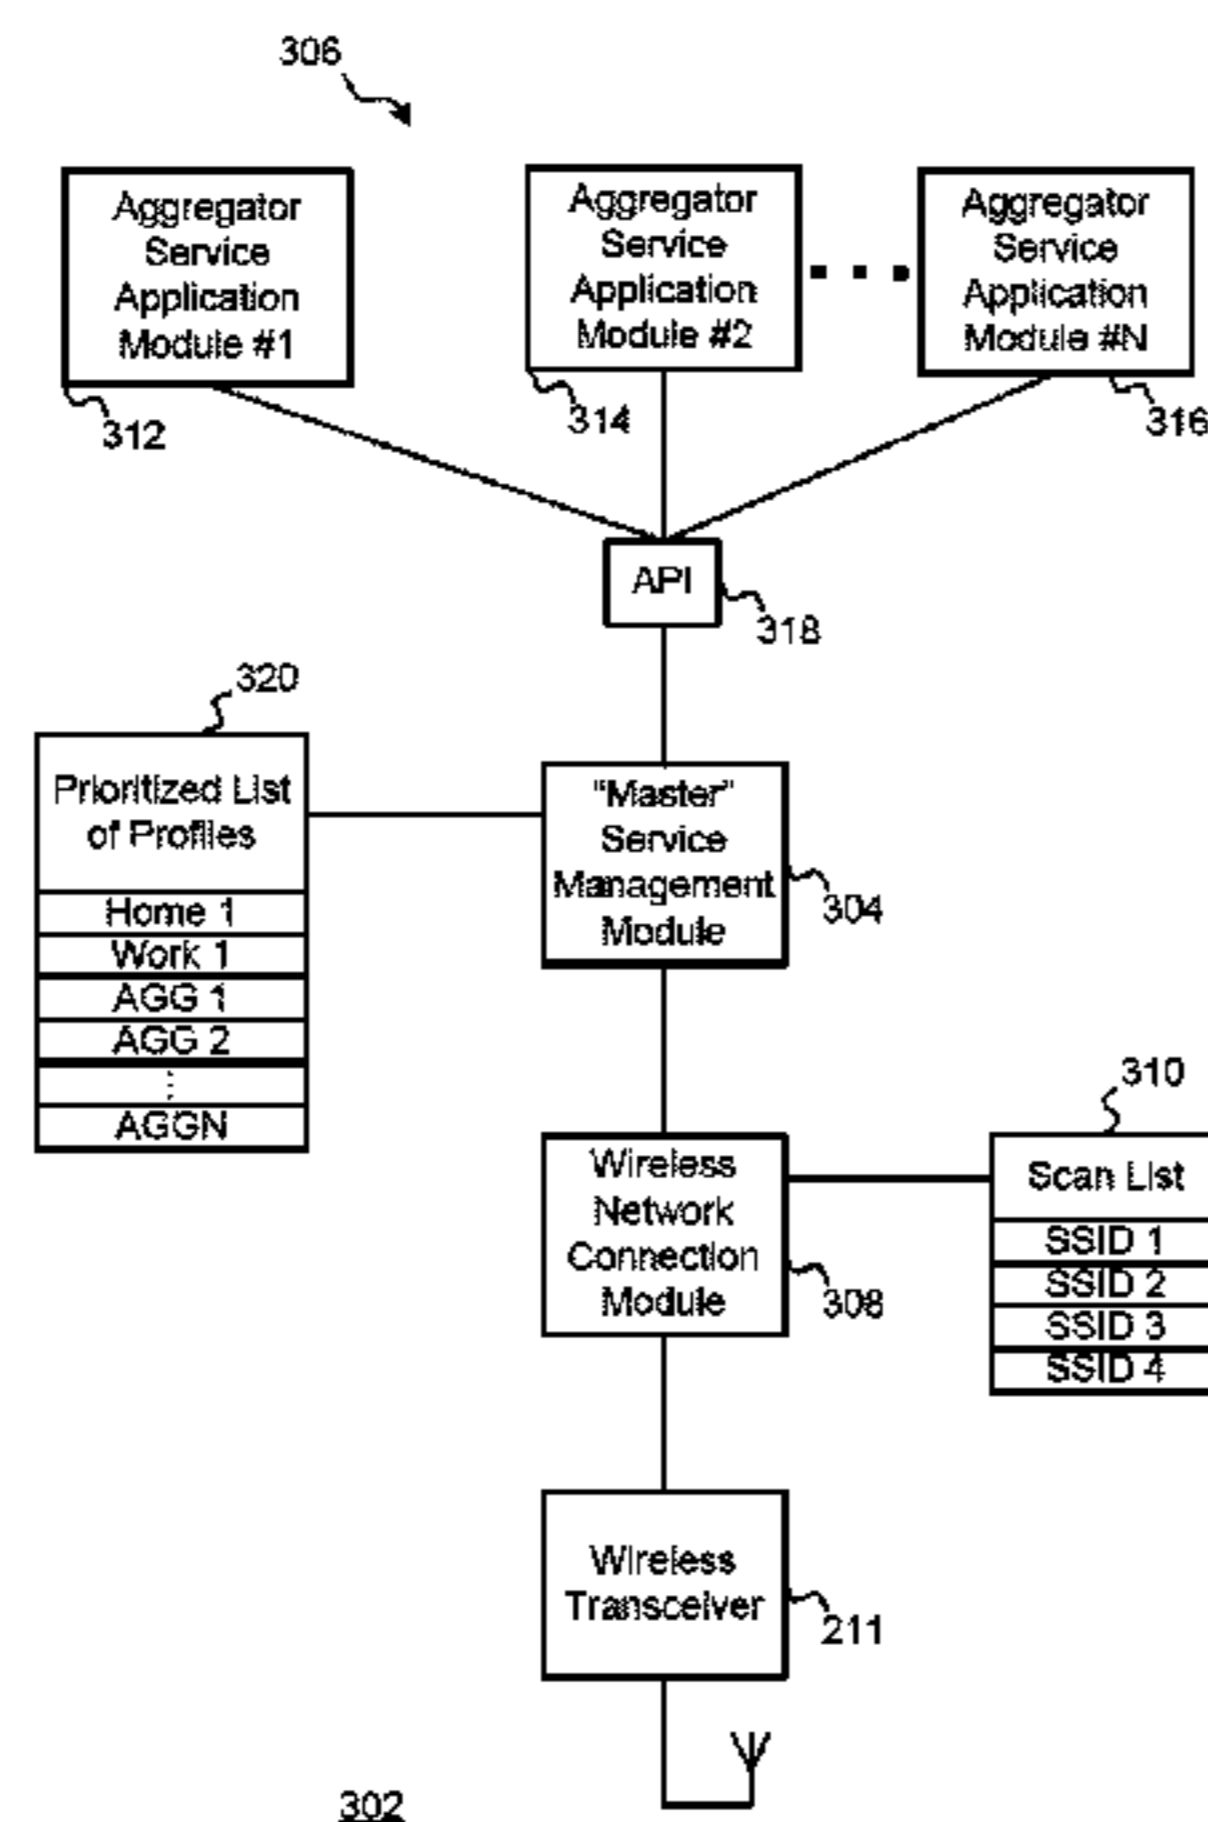 306
Aggregator
Service
Application
Module #1
312
Aggregator
Service
Application
Module #2
314
Aggregator
Service
Application
Module #N
316
API
318
320
Prioritized List
of Profiles
Home 1
Work 1
AGG 1
AGG 2
⋮
AGGN
"Master"
Service
Management
Module
304
Wireless
Network
Connection
Module
308
310
Scan List
SSID 1
SSID 2
SSID 3
SSID 4
Wireless
Transceiver
211
302